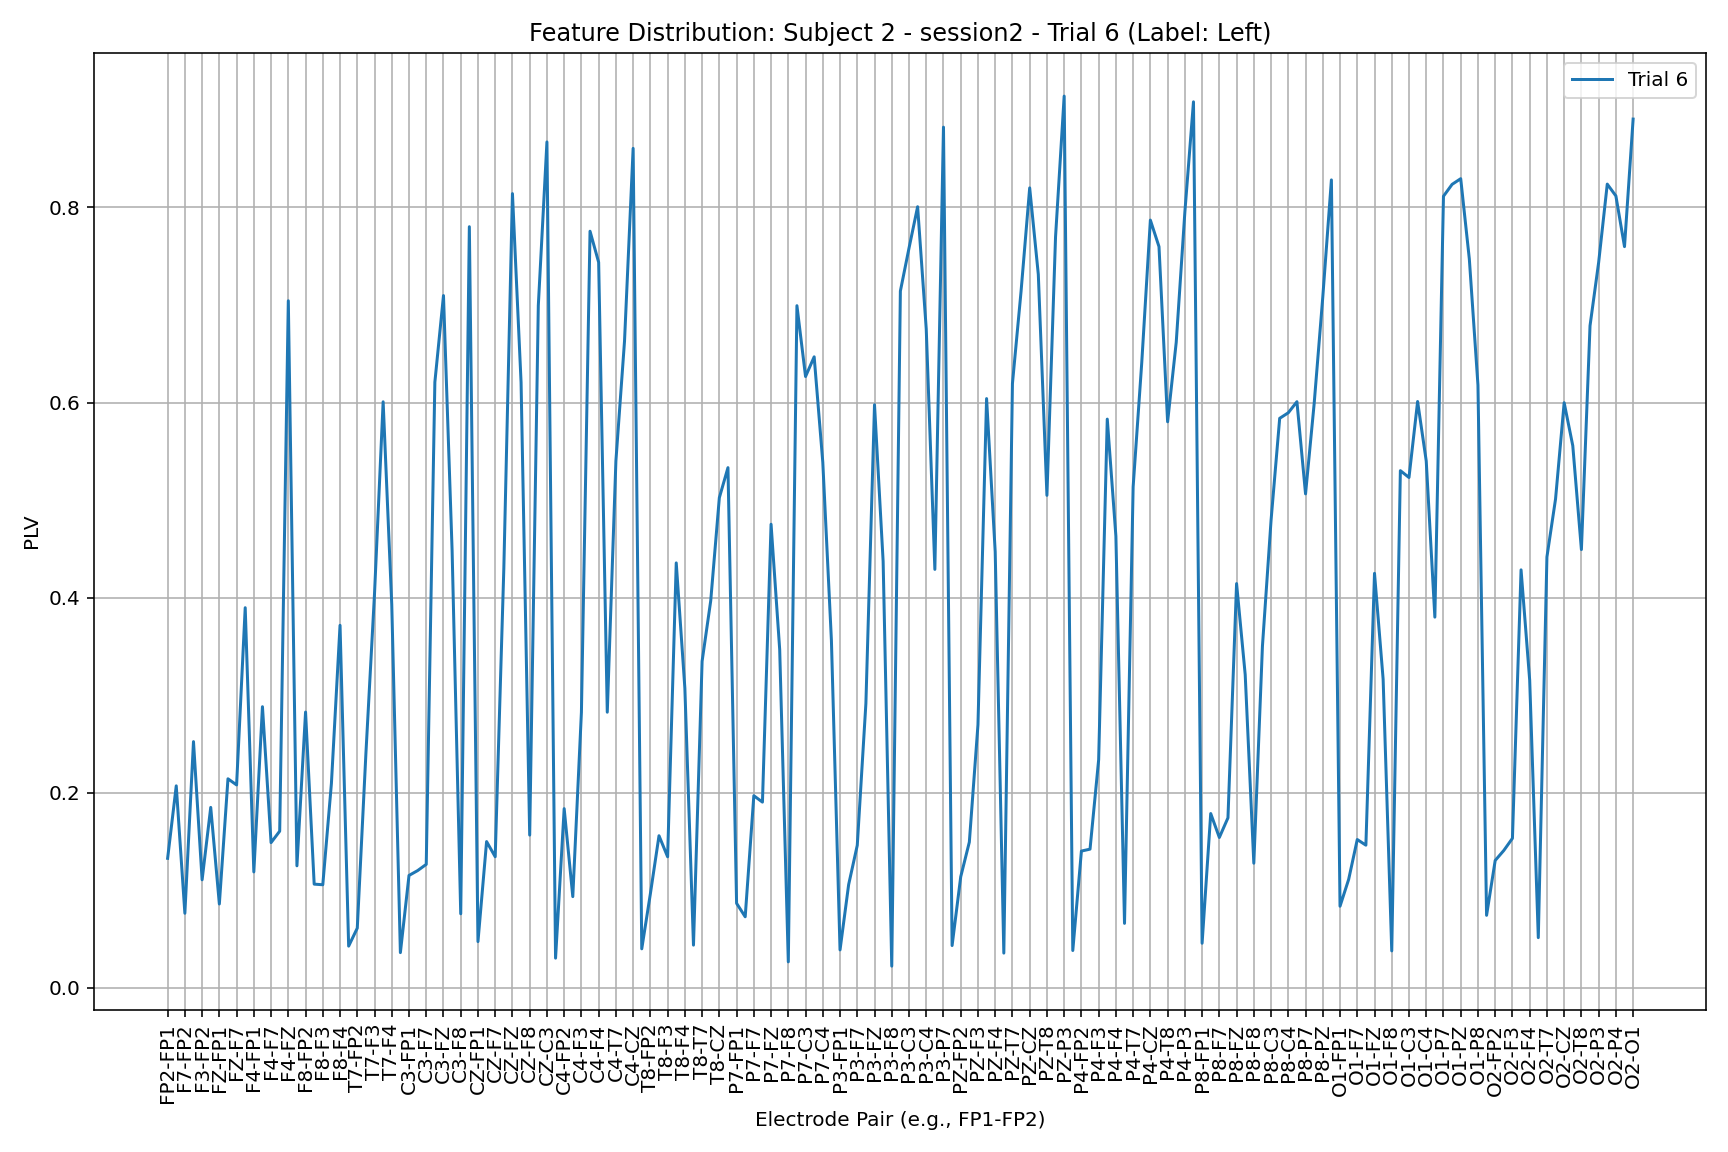 Feature Distribution: Subject 2 - session2 - Trial 6 (Label: Left)
Trial 6
PLV
0.8
0.6
0.4
0.2
0.0
FP2-FP1
F7-FP2
F3-FP2
FZ-FP1
FZ-F7
F4-FP1
F4-F7
F4-FZ
F8-FP2
F8-F3
F8-F4
T7-FP2
T7-F3
T7-F4
C3-FP1
C3-F7
C3-FZ
C3-F8
CZ-FP1
CZ-F7
CZ-FZ
CZ-F8
CZ-C3
C4-FP2
C4-F3
C4-F4
C4-T7
C4-CZ
T8-FP2
T8-F3
T8-F4
T8-T7
T8-CZ
P7-FP1
P7-F7
P7-FZ
P7-F8
P7-C3
P7-C4
P3-FP1
P3-F7
P3-FZ
P3-F8
P3-C3
P3-C4
P3-P7
PZ-FP2
PZ-F3
PZ-F4
PZ-T7
PZ-CZ
PZ-T8
PZ-P3
P4-FP2
P4-F3
P4-F4
P4-T7
P4-CZ
P4-T8
P4-P3
P8-FP1
P8-F7
P8-FZ
P8-F8
P8-C3
P8-C4
P8-P7
P8-PZ
O1-FP1
O1-F7
O1-FZ
O1-F8
O1-C3
O1-C4
O1-P7
O1-PZ
O1-P8
O2-FP2
O2-F3
O2-F4
O2-T7
O2-CZ
O2-T8
O2-P3
O2-P4
O2-O1
Electrode Pair (e.g., FP1-FP2)